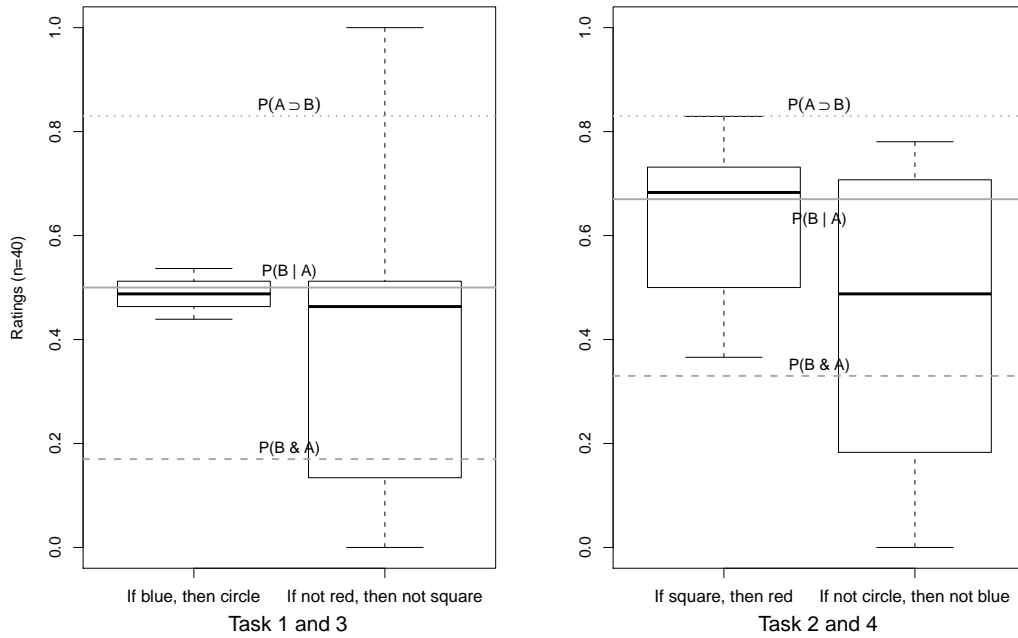 Ratings (n=40)
1.0
0.8
0.6
0.4
0.2
0.0
P(A ⊃ B)
P(B | A)
P(B & A)
If blue, then circle
If not red, then not square
Task 1 and 3
1.0
0.8
0.6
0.4
0.2
0.0
P(A ⊃ B)
P(B | A)
P(B & A)
If square, then red
If not circle, then not blue
Task 2 and 4